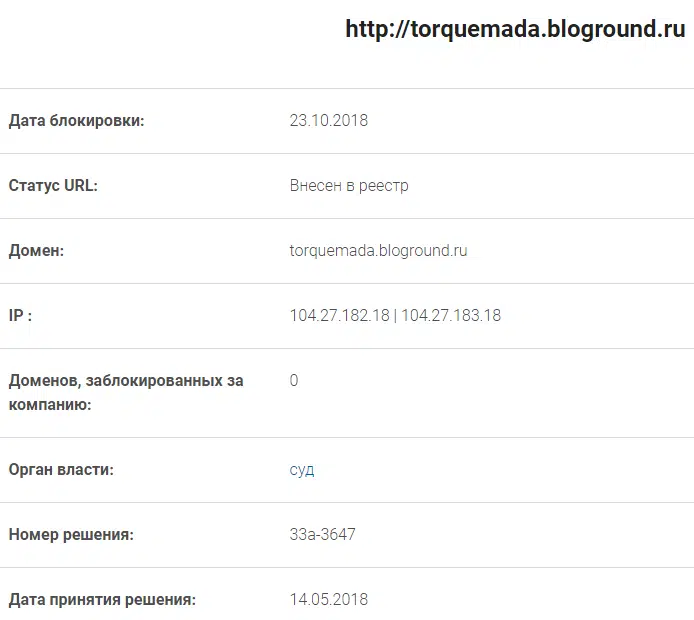 http://torquemada.bloground.ru
Дата блокировки: 23.10.2018
Статус URL: Внесен в реестр
Домен: torquemada.bloground.ru
IP : 104.27.182.18 | 104.27.183.18
Доменов, заблокированных за 0
компанию:
Орган власти: суд
Номер решения: 33а-3647
Дата принятия решения: 14.05.2018